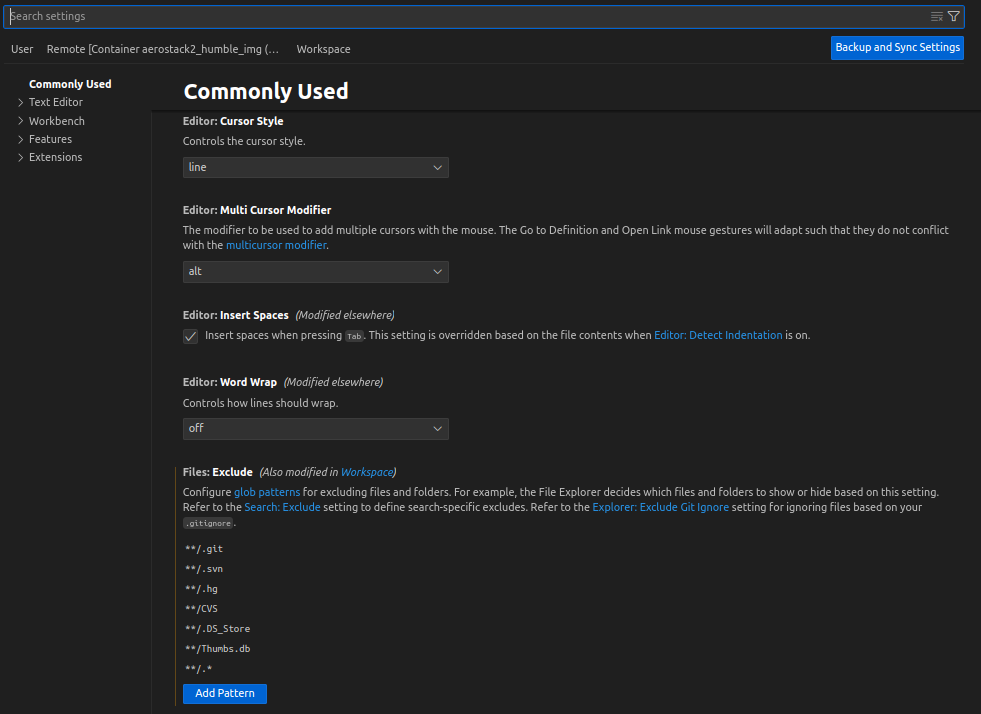 Search settings
User Remote [Container aerostack2_humble_img (... Workspace Backup and Sync Settings
Commonly Used
Text Editor
Workbench
Features
Extensions
Commonly Used
Editor: Cursor Style
Controls the cursor style.
line
Editor: Multi Cursor Modifier
The modifier to be used to add multiple cursors with the mouse. The Go to Definition and Open Link mouse gestures will adapt such that they do not conflict
with the multicursor modifier.
alt
Editor: Insert Spaces (Modified elsewhere)
Insert spaces when pressing Tab. This setting is overridden based on the file contents when Editor: Detect Indentation is on.
Editor: Word Wrap (Modified elsewhere)
Controls how lines should wrap.
off
Files: Exclude (Also modified in Workspace)
Configure glob patterns for excluding files and folders. For example, the File Explorer decides which files and folders to show or hide based on this setting.
Refer to the Search: Exclude setting to define search-specific excludes. Refer to the Explorer: Exclude Git Ignore setting for ignoring files based on your
.gitignore.
**/.git
**/.svn
**/.hg
**/CVS
**/.DS_Store
**/Thumbs.db
**/.*
Add Pattern